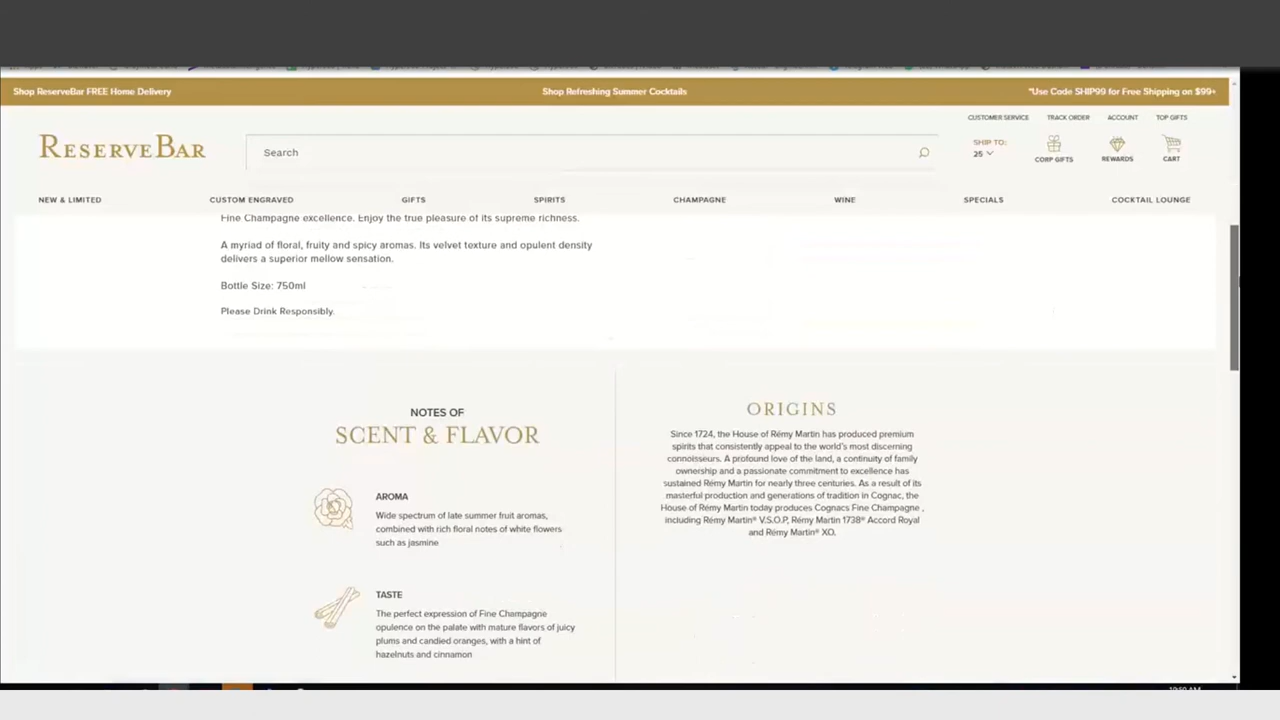 Shop ReserveBar FREE Home Delivery
Shop Refreshing Summer Cocktails
*Use Code SHIP99 for Free Shipping on $99+
CUSTOMER SERVICE
TRACK ORDER
ACCOUNT
TOP GIFTS
RESERVEBAR
Search
SHIP TO:
25
CORP GIFTS
REWARDS
CART
NEW & LIMITED
CUSTOM ENGRAVED
GIFTS
SPIRITS
CHAMPAGNE
WINE
SPECIALS
COCKTAIL LOUNGE
Fine Champagne excellence. Enjoy the true pleasure of its supreme richness.
A myriad of floral, fruity and spicy aromas. Its velvet texture and opulent density
delivers a superior mellow sensation.
Bottle Size: 750ml
Please Drink Responsibly.
NOTES OF
SCENT & FLAVOR
AROMA
Wide spectrum of late summer fruit aromas,
combined with rich floral notes of white flowers
such as jasmine
TASTE
The perfect expression of Fine Champagne
opulence on the palate with mature flavors of juicy
plums and candied oranges, with a hint of
hazelnuts and cinnamon
ORIGINS
Since 1724, the House of Rémy Martin has produced premium
spirits that consistently appeal to the world's most discerning
connoisseurs. A profound love of the land, a continuity of family
ownership and a passionate commitment to excellence has
sustained Rémy Martin for nearly three centuries. As a result of its
masterful production and generations of tradition in Cognac, the
House of Rémy Martin today produces Cognacs Fine Champagne ,
including Rémy Martin® V.S.O.P, Rémy Martin 1738® Accord Royal
and Rémy Martin® XO.